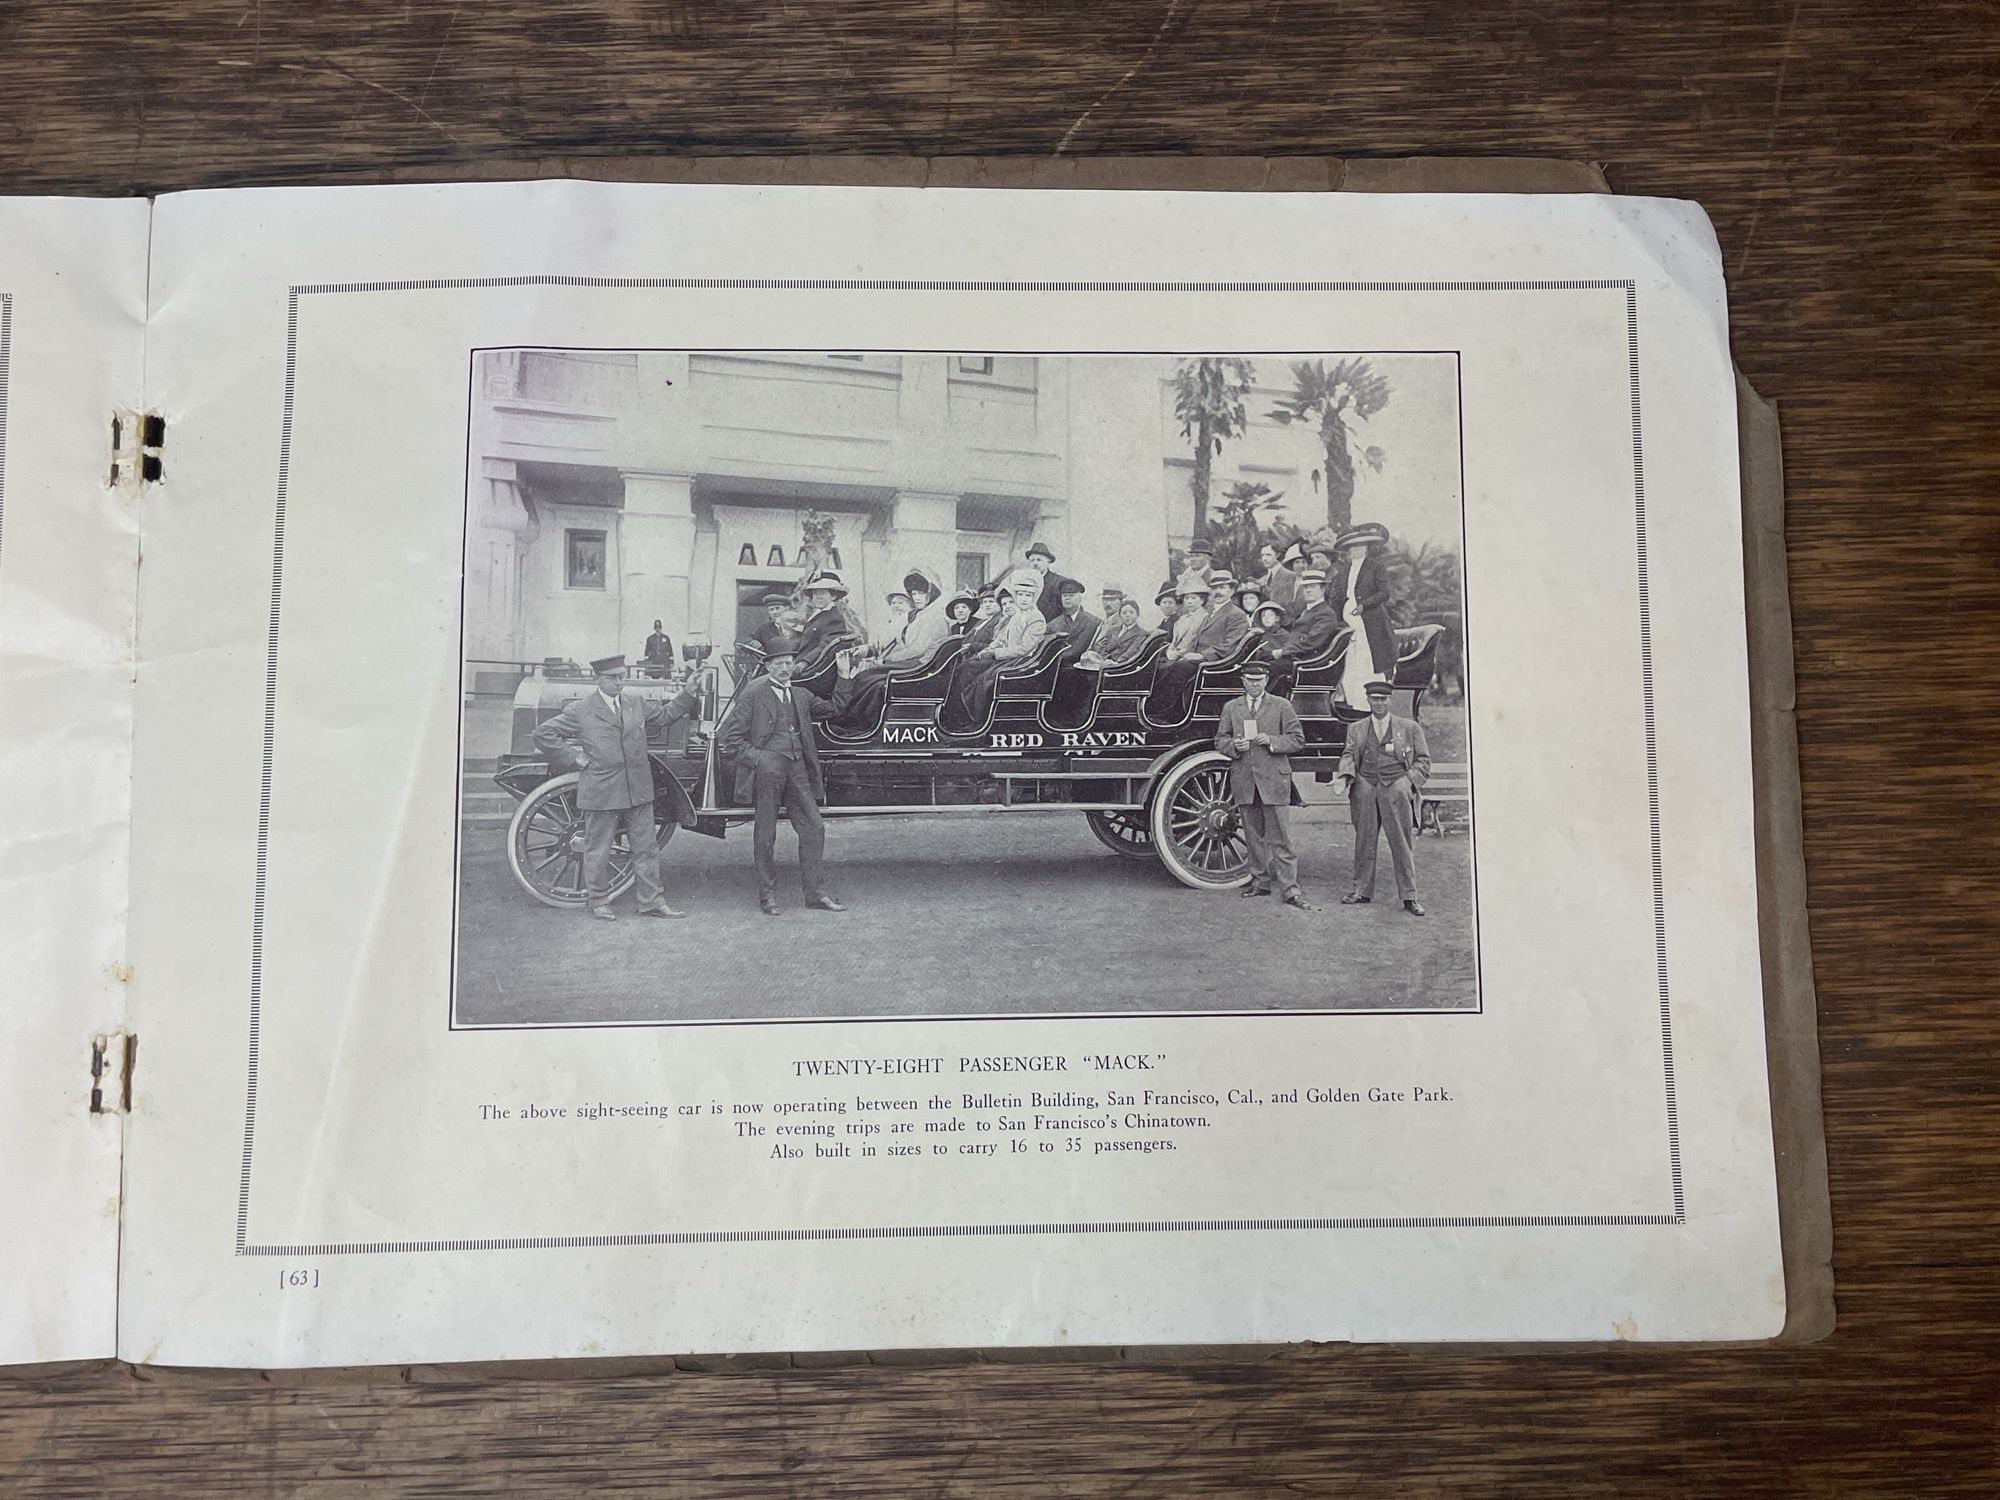 MACK RED RAVEN
TWENTY-EIGHT PASSENGER “MACK.”
The above sight-seeing car is now operating between the Bulletin Building, San Francisco, Cal., and Golden Gate Park.
The evening trips are made to San Francisco’s Chinatown.
Also built in sizes to carry 16 to 35 passengers.
[ 63 ]